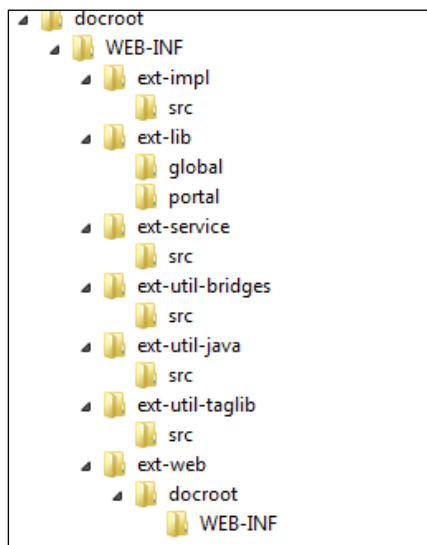 docroot
WEB-INF
ext-impl
src
ext-lib
global
portal
ext-service
src
ext-util-bridges
src
ext-util-java
src
ext-util-taglib
src
ext-web
docroot
WEB-INF